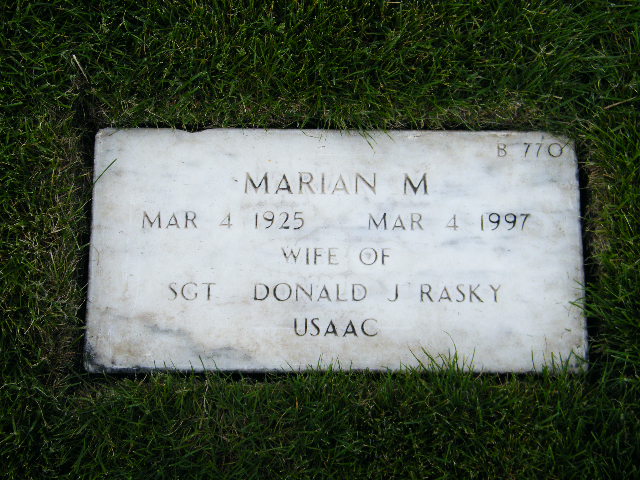 B 770
MARIAN M
MAR 4 1925 MAR 4 1997
WIFE OF
SGT DONALD J RASKY
USAAC